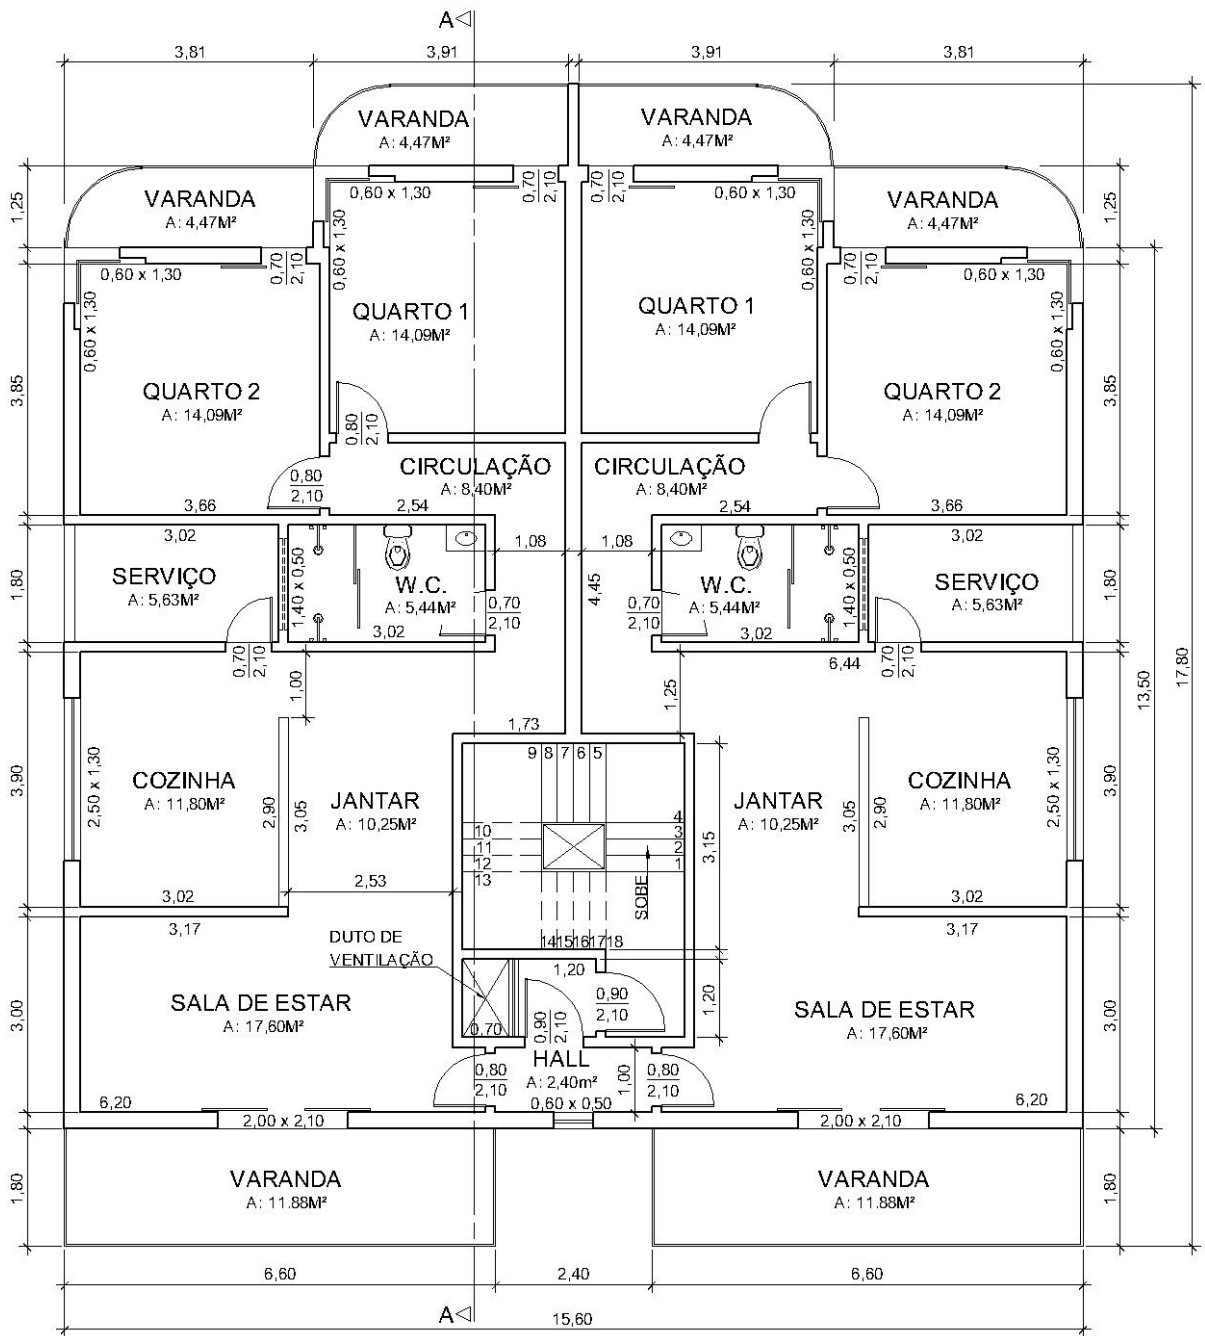 A
3,81
3,91
3,91
3,81
VARANDA
A: 4,47M²
VARANDA
A: 4,47M²
VARANDA
A: 4,47M²
VARANDA
A: 4,47M²
1,25
1,25
0,60 x 1,30
0,70
2,10
0,70
2,10
0,60 x 1,30
0,60 x 1,30
0,60 x 1,30
0,60 x 1,30
0,70
2,10
0,70
2,10
0,60 x 1,30
0,60 x 1,30
0,60 x 1,30
QUARTO 1
A: 14,09M²
QUARTO 1
A: 14,09M²
QUARTO 2
A: 14,09M²
QUARTO 2
A: 14,09M²
3,85
3,85
0,80
2,10
0,80
2,10
CIRCULAÇÃO
A: 8,40M²
CIRCULAÇÃO
A: 8,40M²
3,66
2,54
2,54
3,66
3,02
3,02
1,08
1,08
SERVIÇO
A: 5,63M²
1,40 x 0,50
W.C.
A: 5,44M²
3,02
0,70
2,10
4,45
0,70
2,10
W.C.
A: 5,44M²
3,02
1,40 x 0,50
SERVIÇO
A: 5,63M²
1,80
1,80
0,70
2,10
1,00
6,44
0,70
2,10
1,25
1,73
13,50
17,80
9 8 7 6 5
COZINHA
A: 11,80M²
2,50 x 1,30
2,90
3,05
JANTAR
A: 10,25M²
10
11
12
13
4
3
2
1
3,15
JANTAR
A: 10,25M²
3,05
2,90
COZINHA
A: 11,80M²
2,50 x 1,30
3,90
3,90
2,53
SOBE
3,02
3,02
3,17
3,17
14 15 16 17 18
DUTO DE
VENTILAÇÃO
1,20
0,90
2,10
1,20
0,70
0,90
2,10
SALA DE ESTAR
A: 17,60M²
SALA DE ESTAR
A: 17,60M²
3,00
3,00
HALL
A: 2,40m²
0,60 x 0,50
1,00
0,80
2,10
0,80
2,10
6,20
6,20
2,00 x 2,10
2,00 x 2,10
VARANDA
A: 11.88M²
VARANDA
A: 11.88M²
1,80
1,80
6,60
2,40
6,60
A
15,60